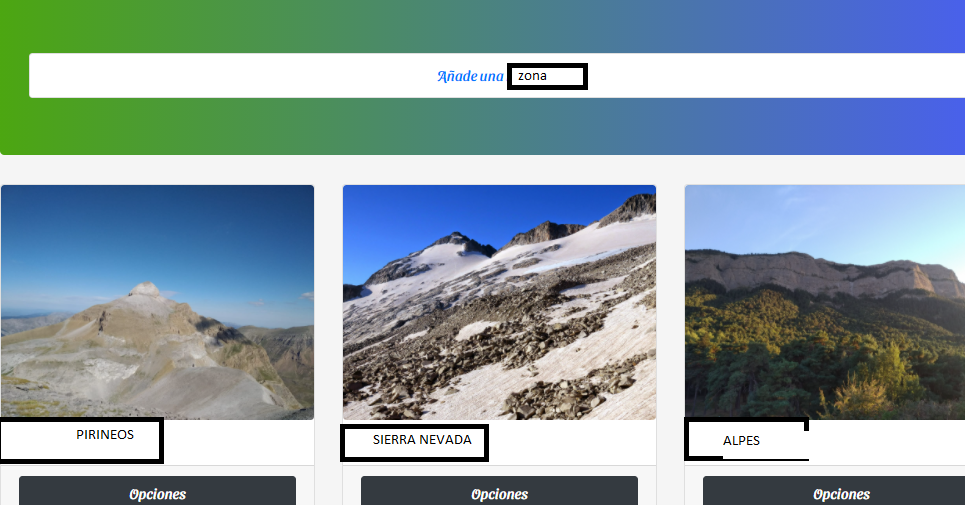 Añade una zona
PIRINEOS
SIERRA NEVADA
ALPES
Opciones
Opciones
Opciones